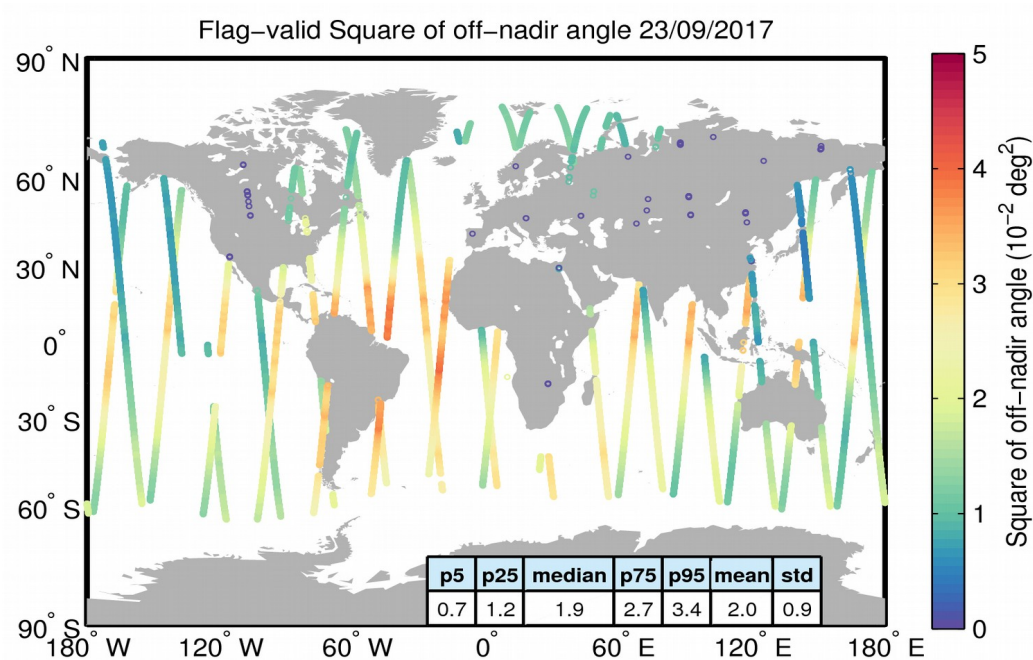 Flag−valid Square of off−nadir angle 23/09/2017
90° N
60° N
30° N
0°
30° S
60° S
90° S
180° W
120° W
60° W
0°
60° E
120° E
180° E
p5 p25 median p75 p95 mean std
0.7 1.2 1.9 2.7 3.4 2.0 0.9
5
4
3
2
1
0
Square of off−nadir angle (10⁻² deg²)